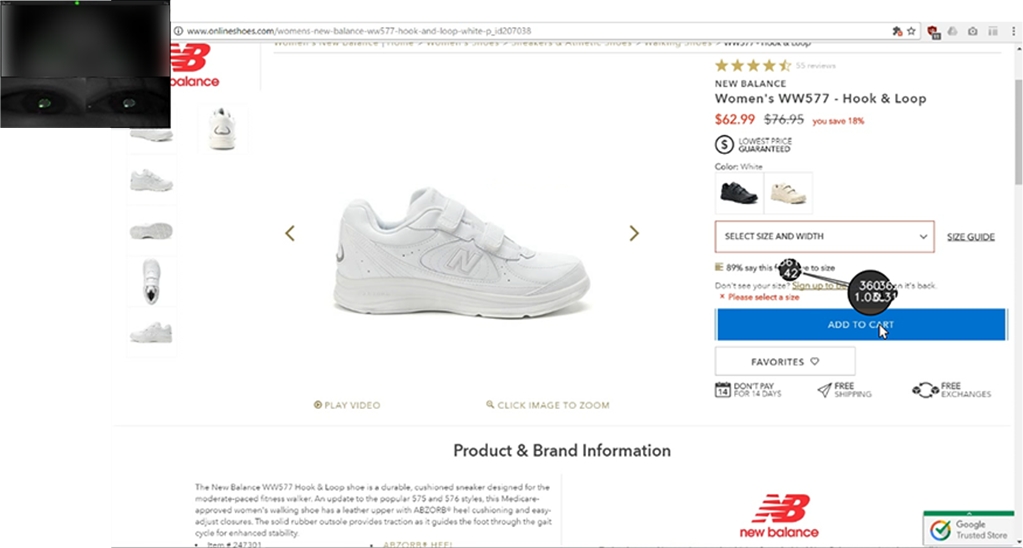 www.onlineshoes.com/womens-new-balance-ww577-hook-and-loop-white-p_id207038
Women's New Balance | Home > Women's Shoes > Sneakers & Athletic Shoes > Walking Shoes > WW577 - Hook & Loop
balance
55 reviews
NEW BALANCE
Women's WW577 - Hook & Loop
$62.99 $76.95 you save 18%
$ LOWEST PRICE
GUARANTEED
Color: White
SELECT SIZE AND WIDTH
SIZE GUIDE
89% say this to size
42
Don't see your size? Sign up to on it's back.
360
× Please select a size
ADD TO CART
FAVORITES
14 DON'T PAY
FOR 14 DAYS
FREE
SHIPPING
FREE
EXCHANGES
PLAY VIDEO
CLICK IMAGE TO ZOOM
Product & Brand Information
The New Balance WW577 Hook & Loop shoe is a durable, cushioned sneaker designed for the
moderate-paced fitness walker. An update to the popular 575 and 576 styles, this Medicare-
approved women's walking shoe has a leather upper with ABZORB® heel cushioning and easy-
adjust closures. The solid rubber outsole provides traction as it guides the foot through the gait
cycle for enhanced stability.
• Item # 247301
• ABZORB® HEEL
new balance
Google
Trusted Store